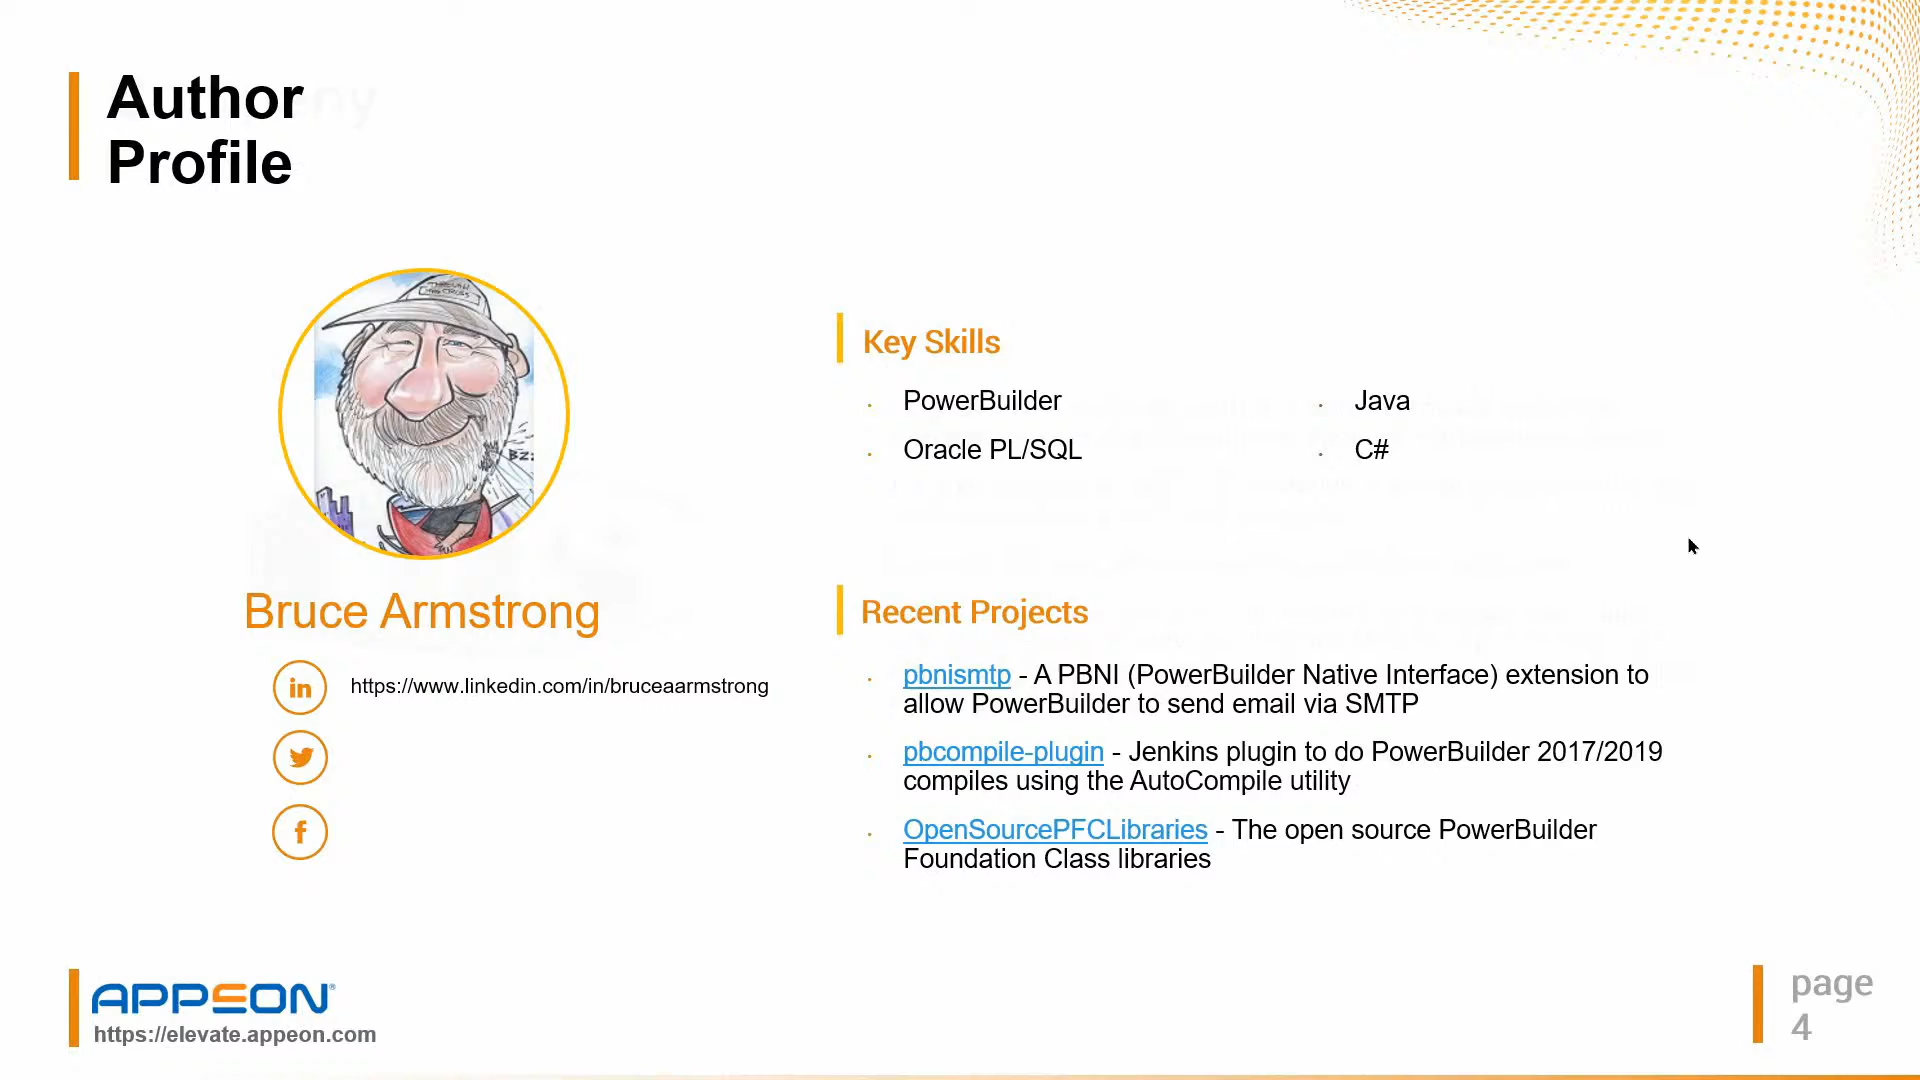 Author
Profile
BZ
Bruce Armstrong
in https://www.linkedin.com/in/bruceaarmstrong
f
Key Skills
· PowerBuilder
· Oracle PL/SQL
· Java
· C#
Recent Projects
· pbnismtp - A PBNI (PowerBuilder Native Interface) extension to
allow PowerBuilder to send email via SMTP
· pbcompile-plugin - Jenkins plugin to do PowerBuilder 2017/2019
compiles using the AutoCompile utility
· OpenSourcePFCLibraries - The open source PowerBuilder
Foundation Class libraries
APPEON®
https://elevate.appeon.com
page
4